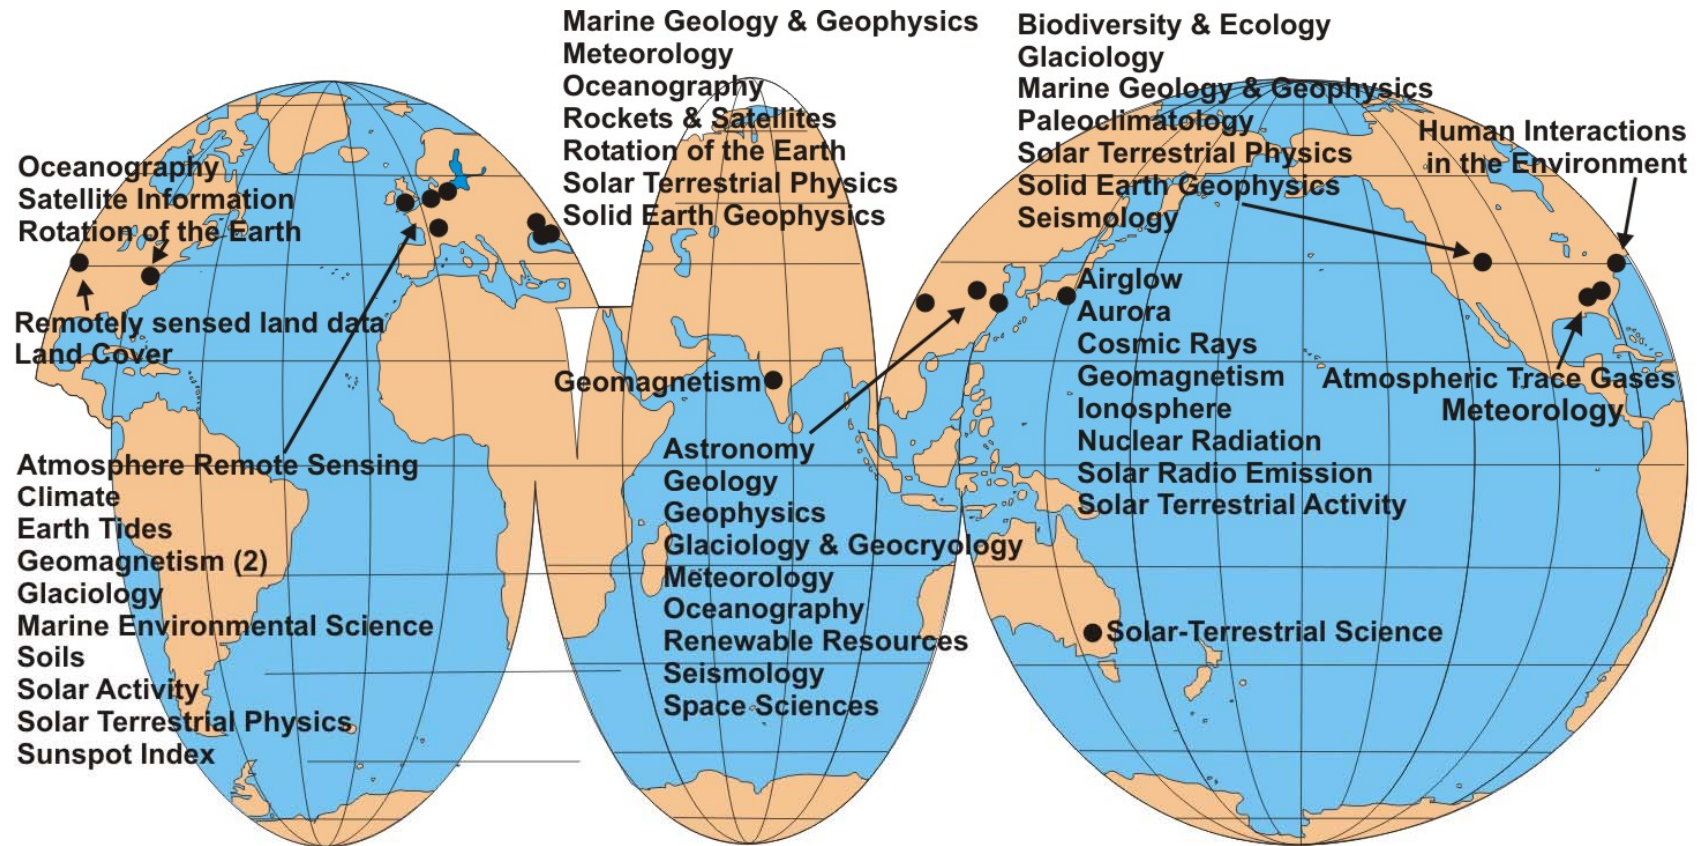 Marine Geology & Geophysics
Meteorology
Oceanography
Rockets & Satellites
Rotation of the Earth
Solar Terrestrial Physics
Solid Earth Geophysics
Biodiversity & Ecology
Glaciology
Marine Geology & Geophysics
Paleoclimatology
Solar Terrestrial Physics
Solid Earth Geophysics
Seismology
Human Interactions
in the Environment
Oceanography
Satellite Information
Rotation of the Earth
Remotely sensed land data
Land Cover
Airglow
Aurora
Cosmic Rays
Geomagnetism
Ionosphere
Nuclear Radiation
Solar Radio Emission
Solar Terrestrial Activity
Atmospheric Trace Gases
Meteorology
Geomagnetism
Atmosphere Remote Sensing
Climate
Earth Tides
Geomagnetism (2)
Glaciology
Marine Environmental Science
Soils
Solar Activity
Solar Terrestrial Physics
Sunspot Index
Astronomy
Geology
Geophysics
Glaciology & Geocryology
Meteorology
Oceanography
Renewable Resources
Seismology
Space Sciences
Solar-Terrestrial Science